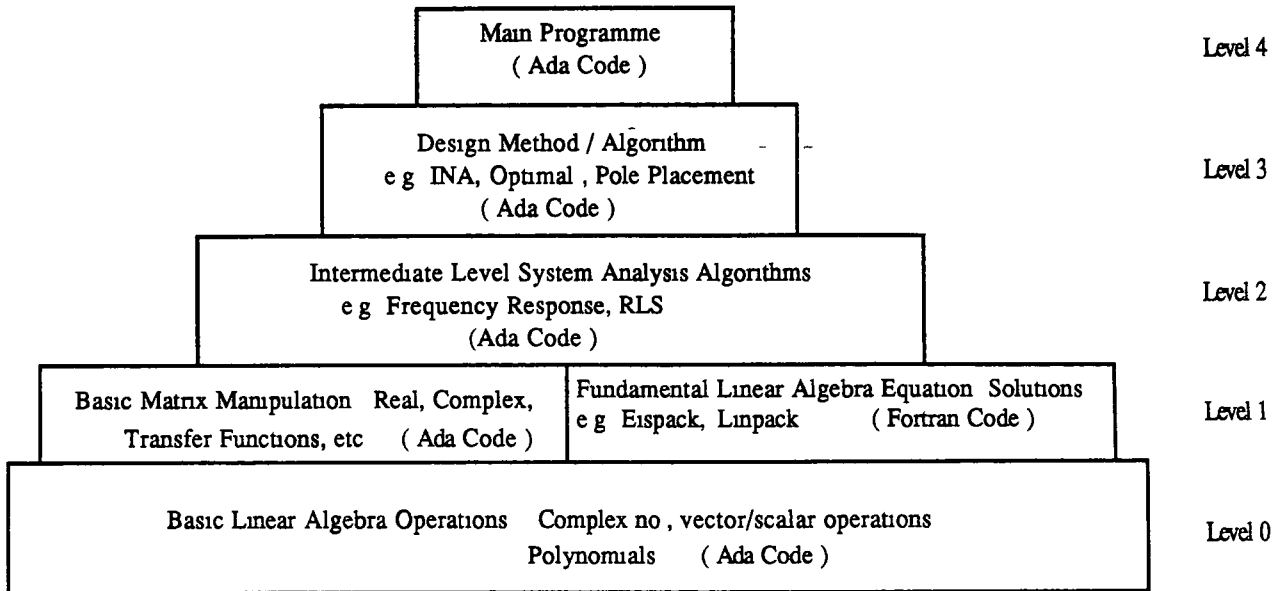 Main Programme
( Ada Code )
Level 4
Design Method / Algorithm
e g INA, Optimal , Pole Placement
( Ada Code )
Level 3
Intermediate Level System Analysis Algorithms
e g Frequency Response, RLS
(Ada Code )
Level 2
Basic Matrix Manipulation Real, Complex,
Transfer Functions, etc ( Ada Code )
Fundamental Linear Algebra Equation Solutions
e g Eispack, Linpack ( Fortran Code )
Level 1
Basic Linear Algebra Operations Complex no , vector/scalar operations
Polynomials ( Ada Code )
Level 0